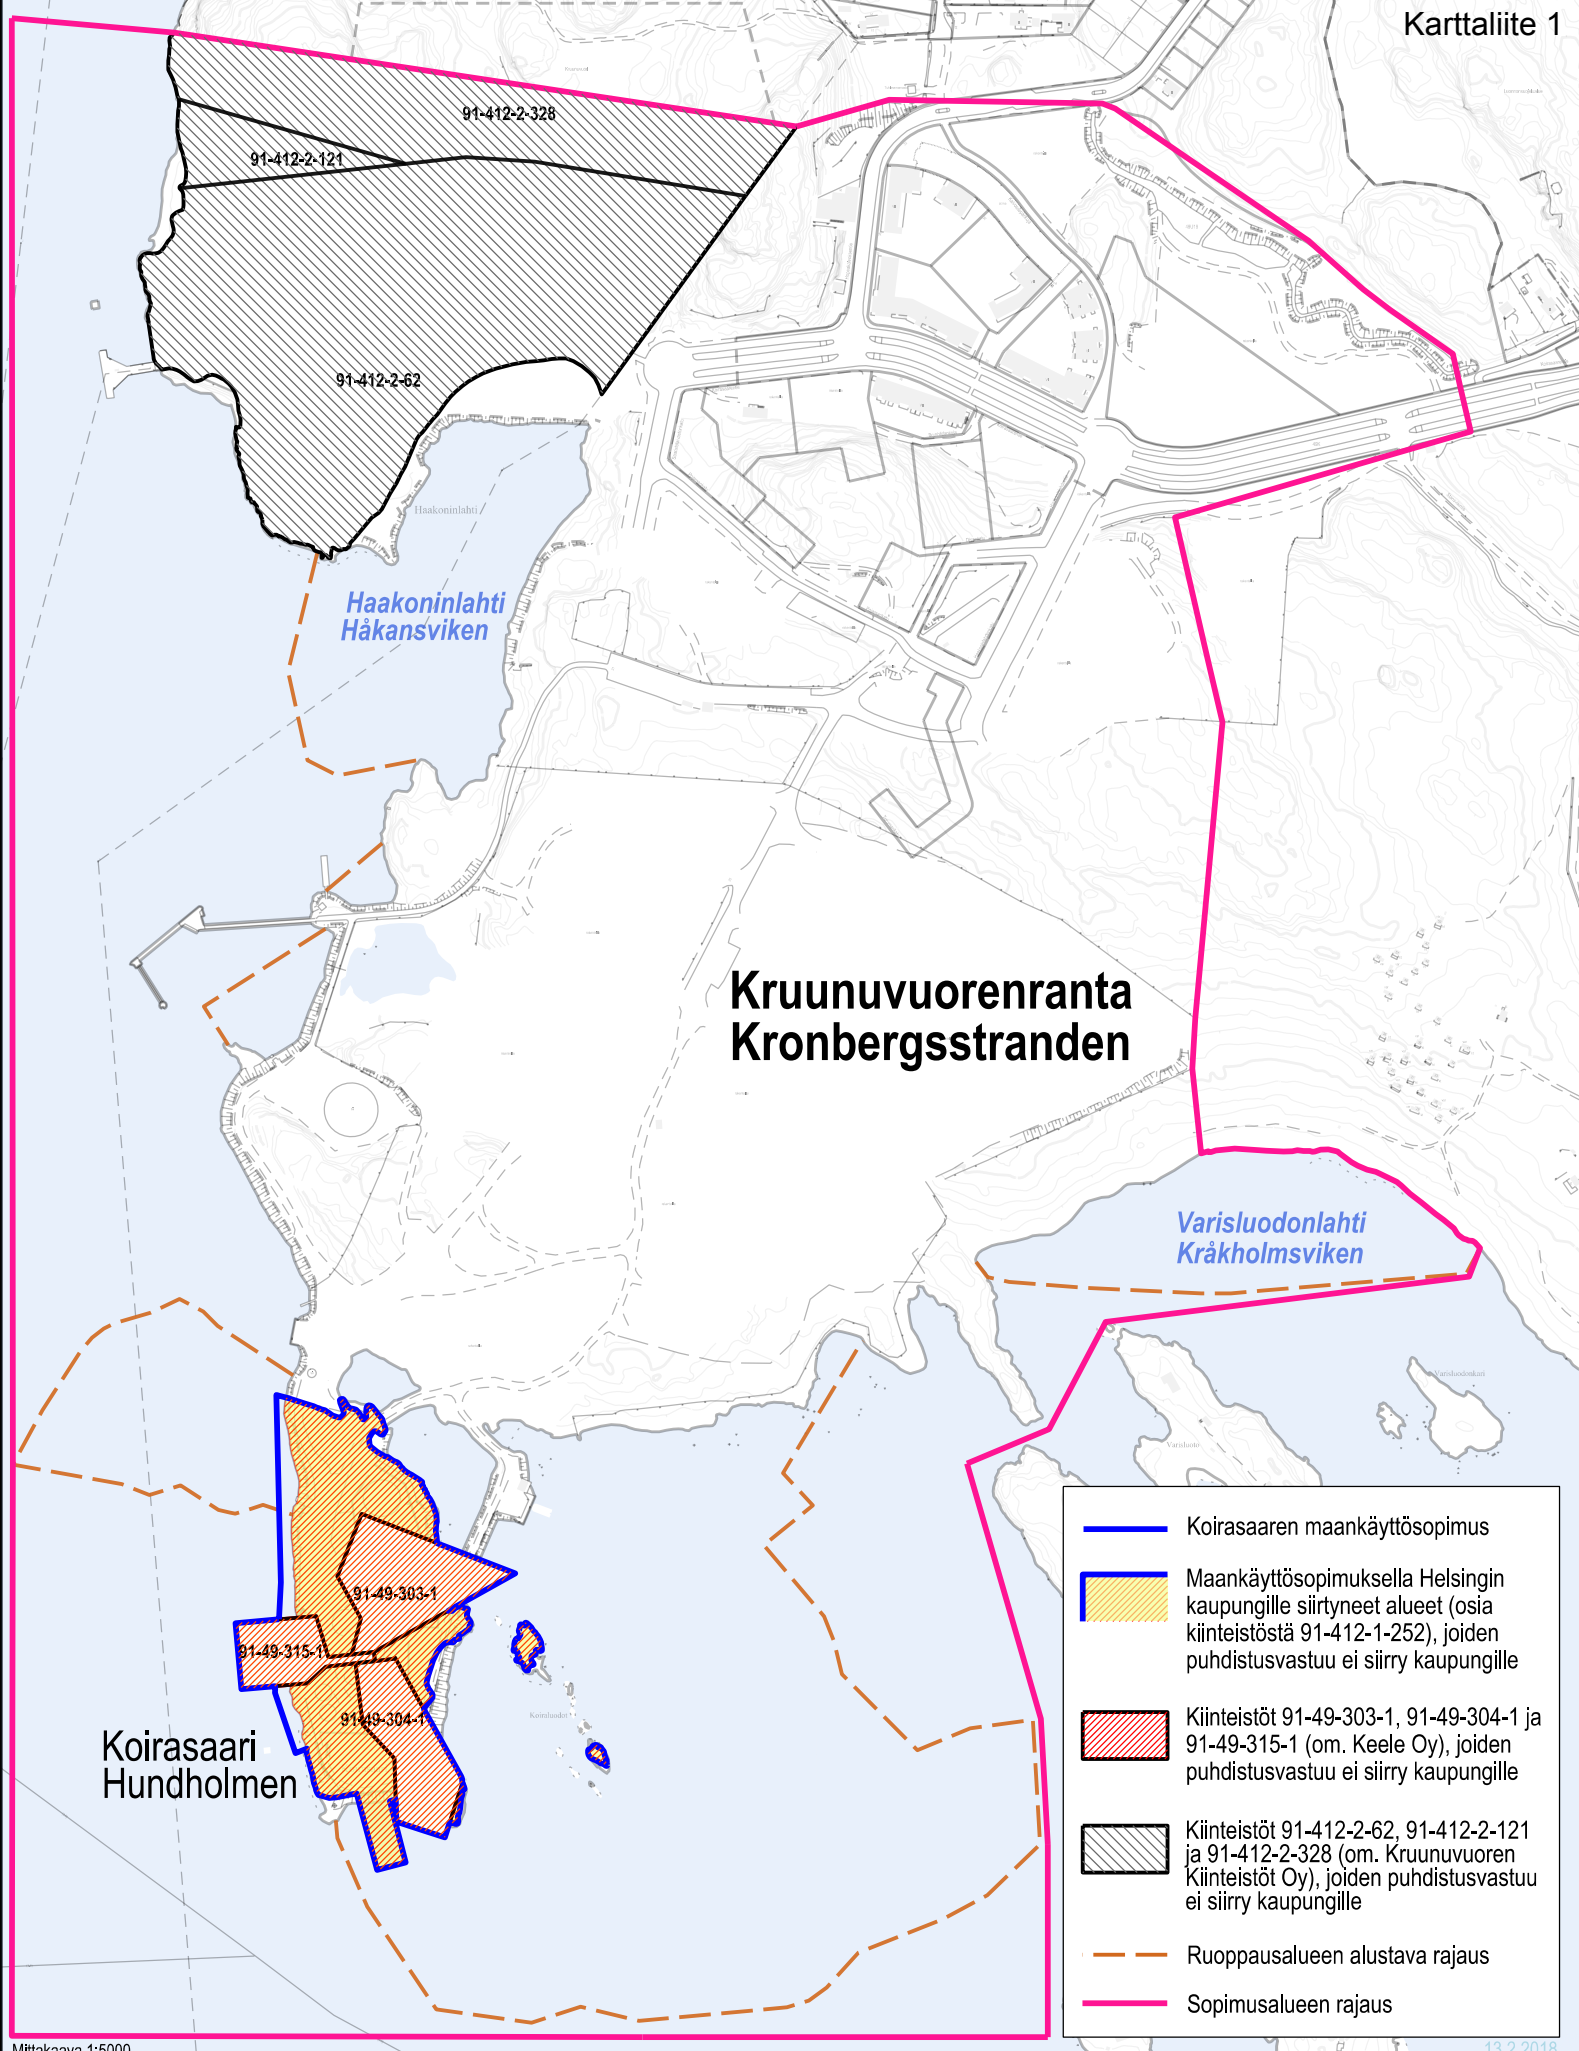 Karttaliite 1
91-412-2-328
91-412-2-121
91-412-2-62
Haakoninlahti
Haakoninlahti
Håkansviken
Kruunuvuorenranta
Kronbergsstranden
Varisluodonlahti
Kråkholmsviken
Varisluodonkari
Varisluoto
91-49-303-1
91-49-315-1
91-49-304-1
Koiraluodot
Koirasaari
Hundholmen
Koirasaaren maankäyttösopimus
Maankäyttösopimuksella Helsingin
kaupungille siirtyneet alueet (osia
kiinteistöstä 91-412-1-252), joiden
puhdistusvastuu ei siirry kaupungille
Kiinteistöt 91-49-303-1, 91-49-304-1 ja
91-49-315-1 (om. Keele Oy), joiden
puhdistusvastuu ei siirry kaupungille
Kiinteistöt 91-412-2-62, 91-412-2-121
ja 91-412-2-328 (om. Kruunuvuoren
Kiinteistöt Oy), joiden puhdistusvastuu
ei siirry kaupungille
Ruoppausalueen alustava rajaus
Sopimusalueen rajaus
Mittakaava 1:5000
13.2.2018